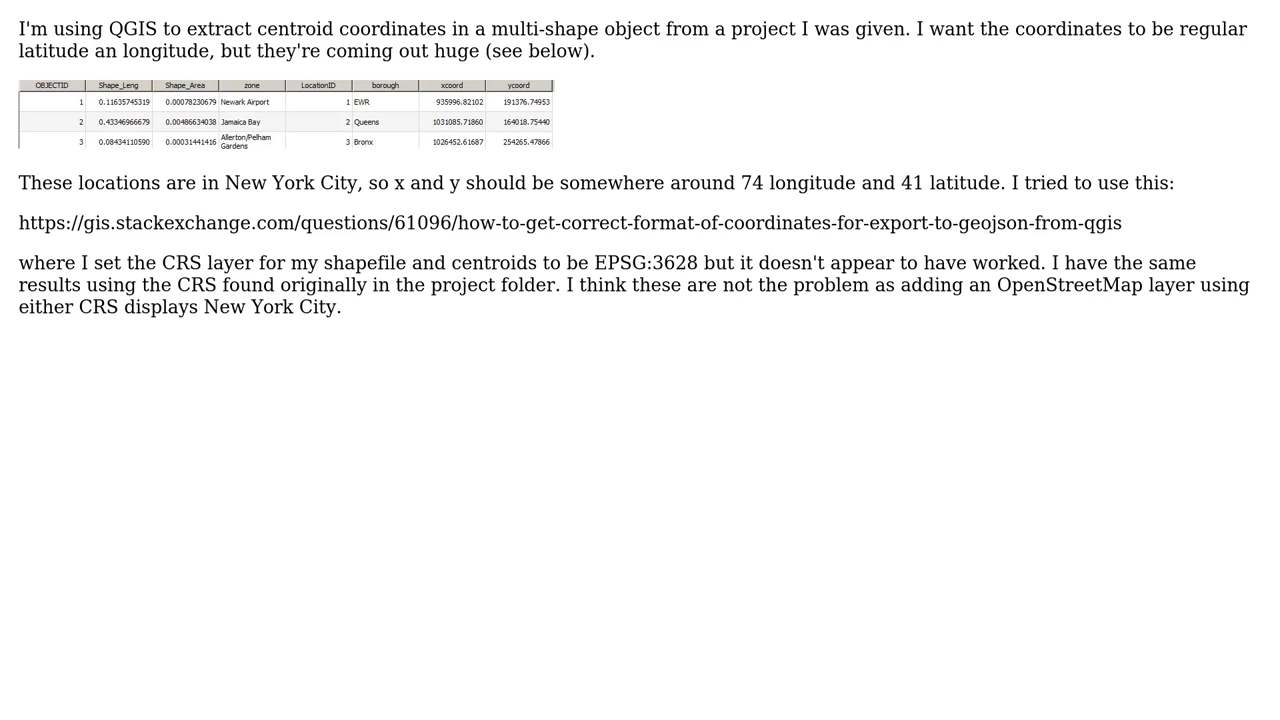 I'm using QGIS to extract centroid coordinates in a multi-shape object from a project I was given. I want the coordinates to be regular
latitude an longitude, but they're coming out huge (see below).
OBJECTID Shape_Leng Shape_Area zone LocationID borough xcoord ycoord
1 0.11635745319 0.00078230679 Newark Airport 1 EWR 935996.82102 191376.74953
2 0.43346966679 0.00486634038 Jamaica Bay 2 Queens 1031085.71860 164018.75440
3 0.08434110590 0.00031441416 Allerton/Pelham Gardens 3 Bronx 1026452.61687 254265.47866
These locations are in New York City, so x and y should be somewhere around 74 longitude and 41 latitude. I tried to use this:
https://gis.stackexchange.com/questions/61096/how-to-get-correct-format-of-coordinates-for-export-to-geojson-from-qgis
where I set the CRS layer for my shapefile and centroids to be EPSG:3628 but it doesn't appear to have worked. I have the same
results using the CRS found originally in the project folder. I think these are not the problem as adding an OpenStreetMap layer using
either CRS displays New York City.